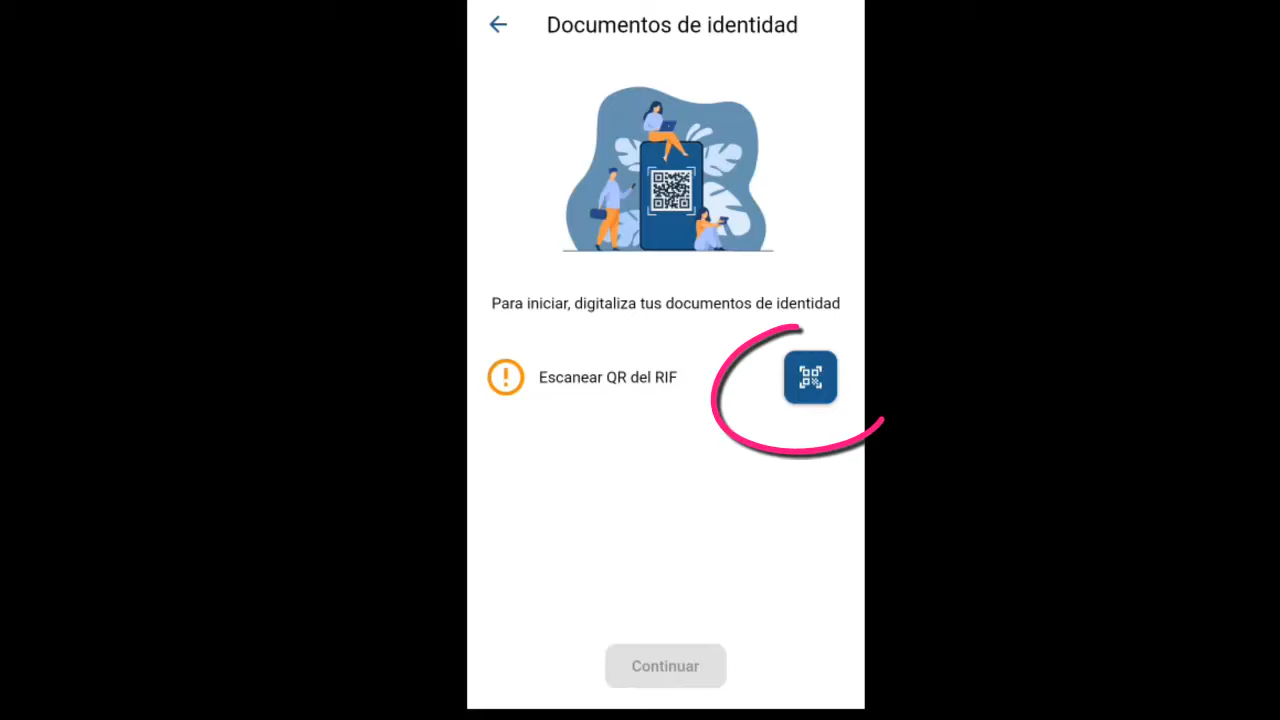 Documentos de identidad
Para iniciar, digitaliza tus documentos de identidad
Escanear QR del RIF
Continuar